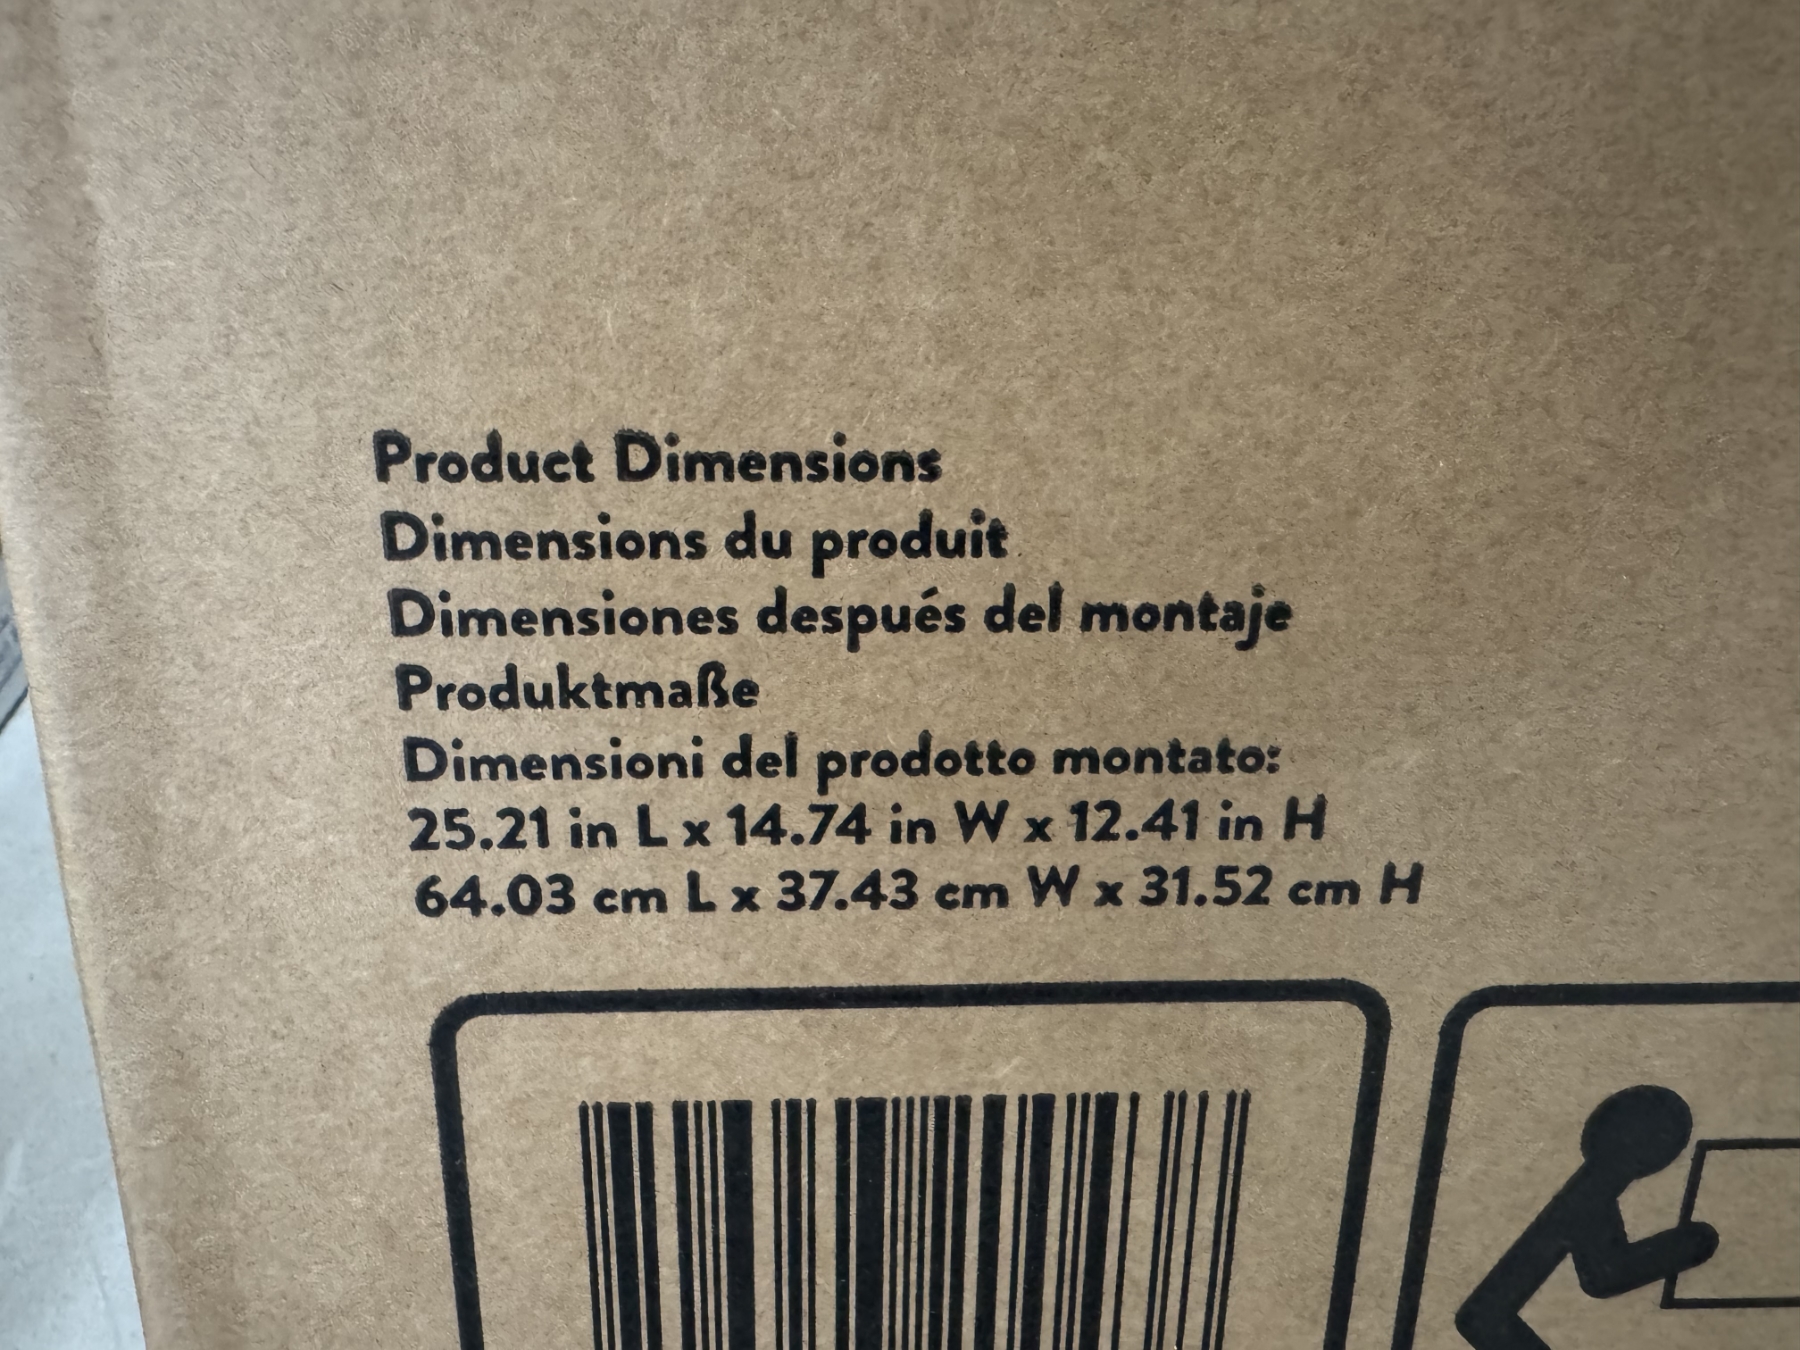 Product Dimensions
Dimensions du produit
Dimensiones después del montaje
Produktmaße
Dimensioni del prodotto montato:
25.21 in L x 14.74 in W x 12.41 in H
64.03 cm L x 37.43 cm W x 31.52 cm H